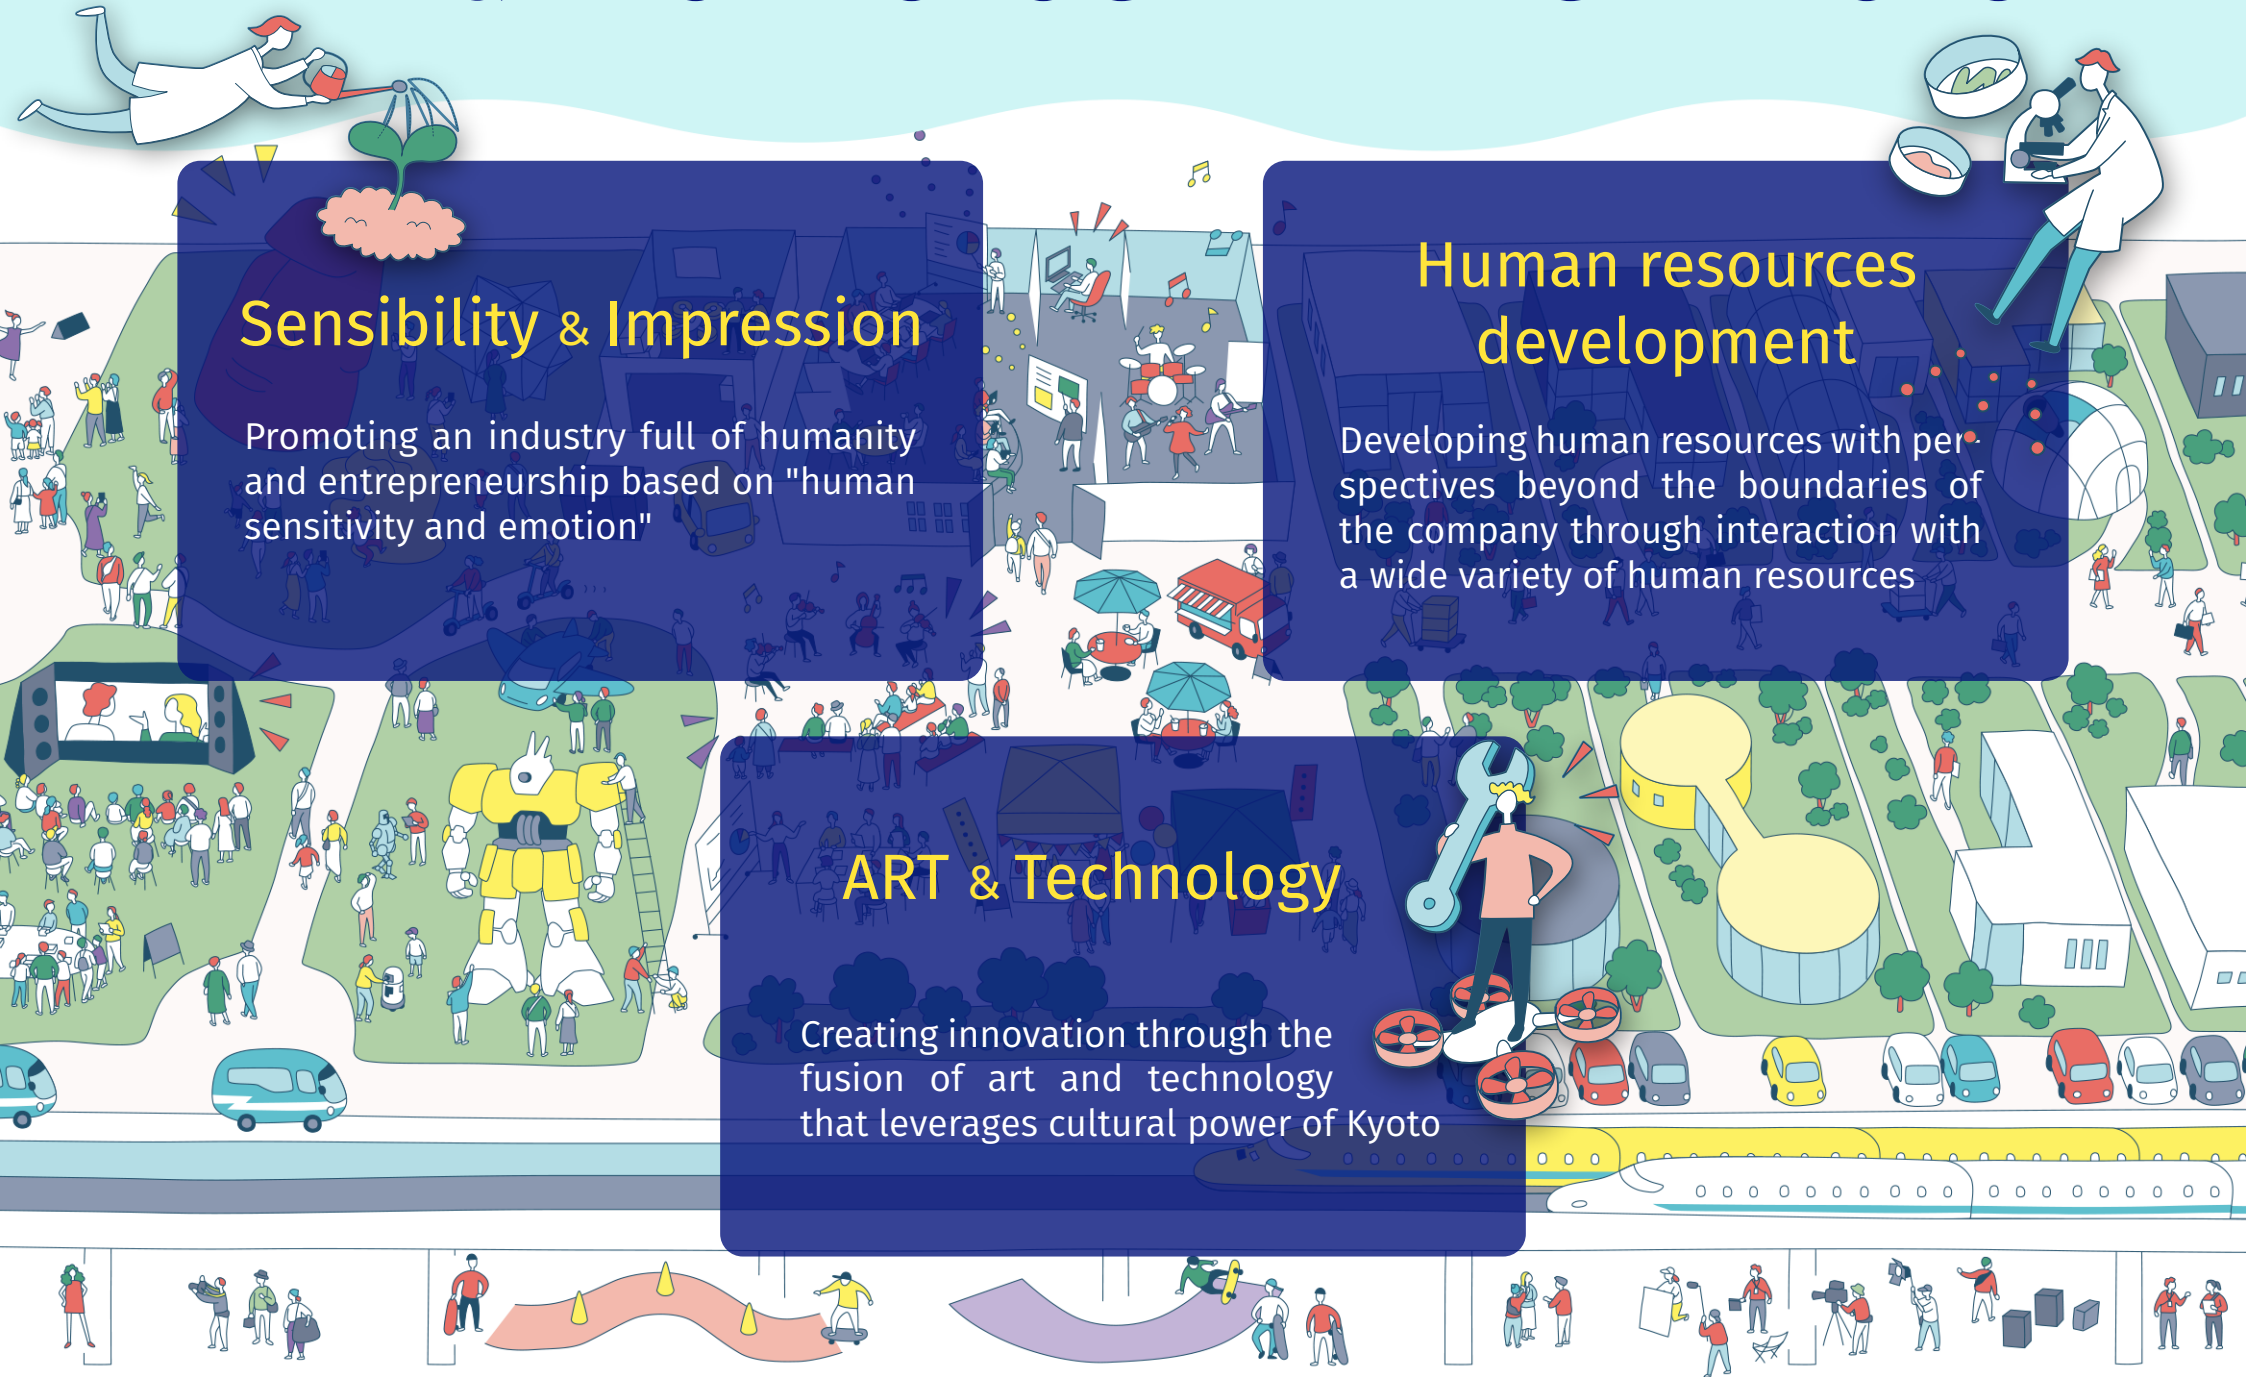 Sensibility & Impression
Promoting an industry full of humanity
and entrepreneurship based on "human
sensitivity and emotion"
Human resources
development
Developing human resources with per-
spectives beyond the boundaries of
the company through interaction with
a wide variety of human resources
ART & Technology
Creating innovation through the
fusion of art and technology
that leverages cultural power of Kyoto